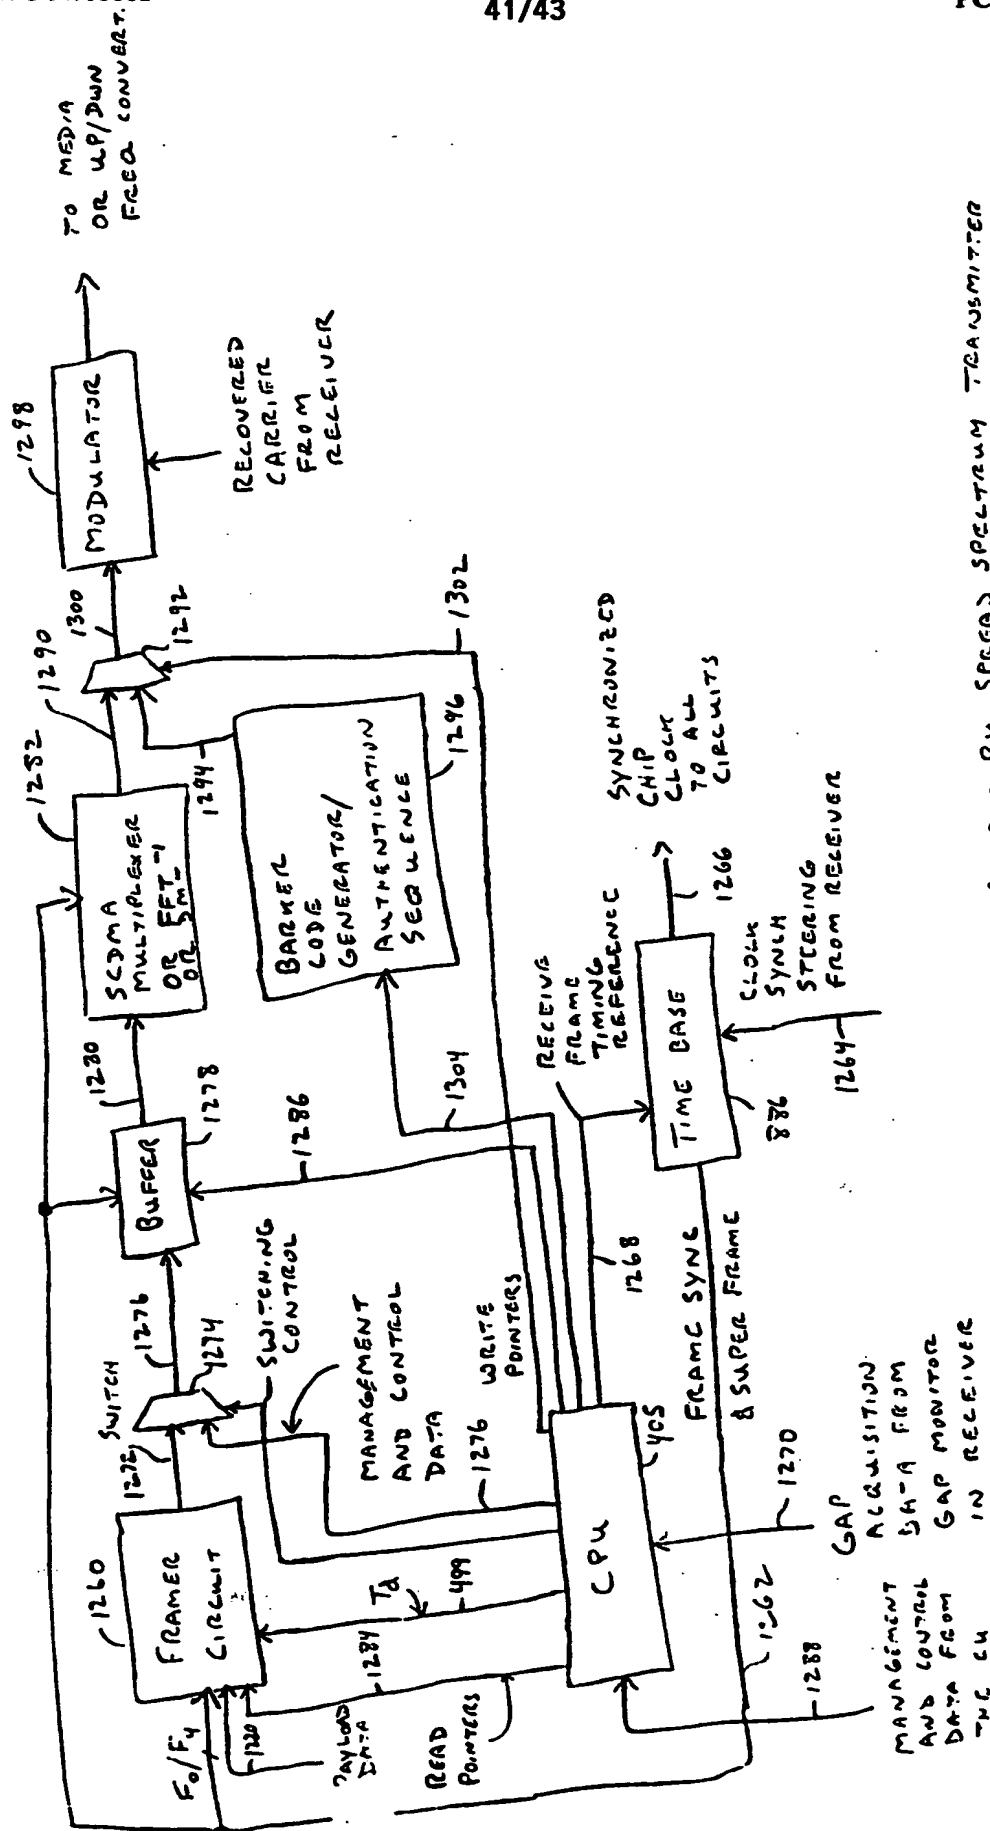 41/43
TO MEDIA
OR UP/DWN
FREQ CONVERT.
1298
MODULATOR
RECOVERED
CARRIER
FROM
RECEIVER
1300
1292
1290
1282
SCDMA
MULTIPLEXER
OR FFT⁻¹
1294
BARKER
CODE
GENERATOR/
AUTHENTICATION
SEQUENCE
1296
1302
1280
1278
BUFFER
1286
1304
1276
SWITCH
1274
SWITCHING
CONTROL
MANAGEMENT
AND CONTROL
DATA
1276
WRITE
POINTERS
1272
1260
FRAMER
CIRCUIT
F₀/F₄
1220
PAYLOAD
DATA
1284
READ
POINTERS
Td
499
CPU
405
1268
RECEIVE
FRAME
TIMING
REFERENCE
TIME BASE
886
1266
SYNCHRONIZED
CHIP
CLOCK
TO ALL
CIRCUITS
CLOCK
SYNCH
STEERING
FROM RECEIVER
1264
FRAME SYNC
& SUPER FRAME
1262
1270
GAP
ACQUISITION
DATA FROM
GAP MONITOR
IN RECEIVER
1288
MANAGEMENT
AND CONTROL
DATA FROM
THE CU
SPREAD SPECTRUM TRANSMITTER